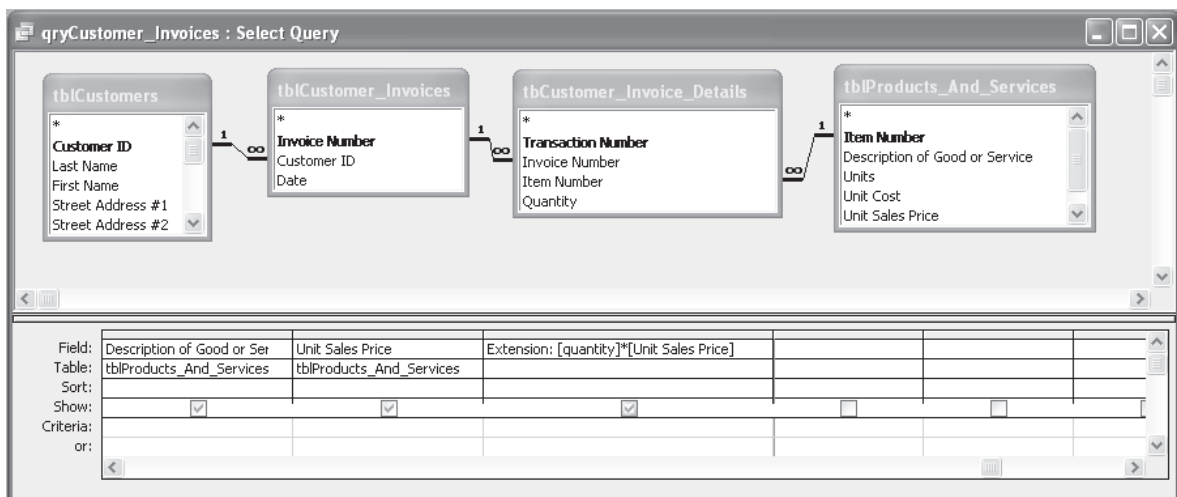 qryCustomer_Invoices : Select Query
tblCustomers
*
Customer ID
Last Name
First Name
Street Address #1
Street Address #2
1
∞
tblCustomer_Invoices
*
Invoice Number
Customer ID
Date
1
∞
tbCustomer_Invoice_Details
*
Transaction Number
Invoice Number
Item Number
Quantity
1
∞
tblProducts_And_Services
*
Item Number
Description of Good or Service
Units
Unit Cost
Unit Sales Price
Field: Description of Good or Ser Unit Sales Price Extension: [quantity]*[Unit Sales Price]
Table: tblProducts_And_Services tblProducts_And_Services
Sort:
Show:
Criteria:
or: